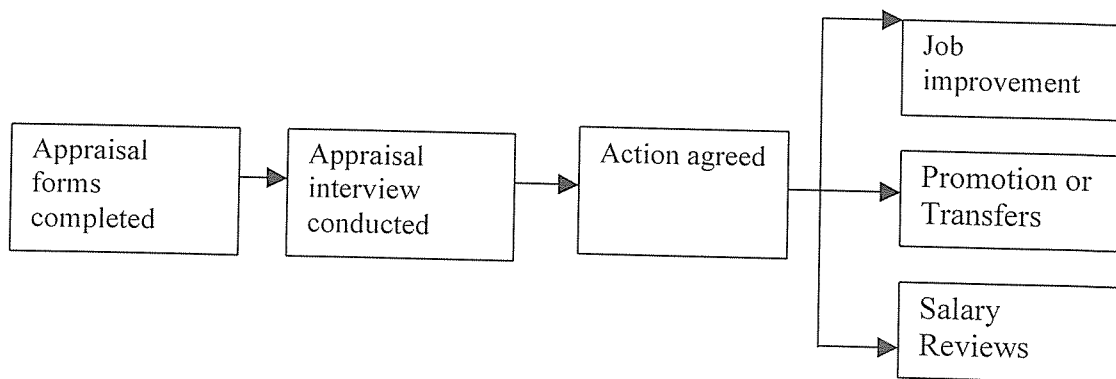 Appraisal
forms
completed
Appraisal
interview
conducted
Action agreed
Job
improvement
Promotion or
Transfers
Salary
Reviews